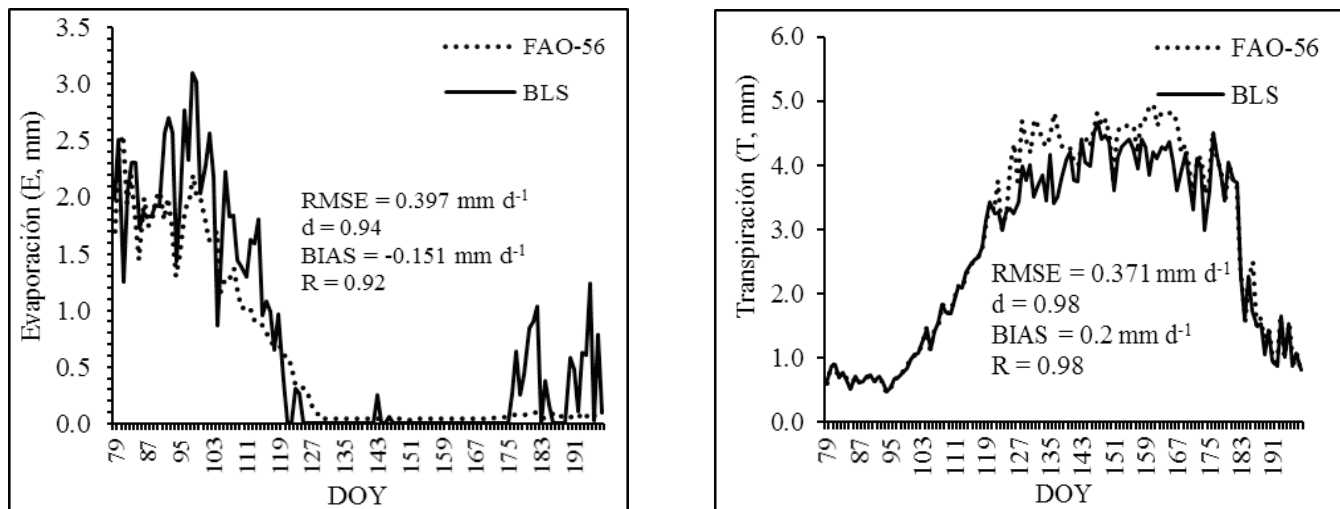 3.5
3.0
2.5
2.0
1.5
1.0
0.5
0.0
Evaporación (E, mm)
FAO-56
BLS
RMSE = 0.397 mm d-1
d = 0.94
BIAS = -0.151 mm d-1
R = 0.92
79 87 95 103 111 119 127 135 143 151 159 167 175 183 191
DOY
6.0
5.0
4.0
3.0
2.0
1.0
0.0
Transpiración (T, mm)
FAO-56
BLS
RMSE = 0.371 mm d-1
d = 0.98
BIAS = 0.2 mm d-1
R = 0.98
79 87 95 103 111 119 127 135 143 151 159 167 175 183 191
DOY